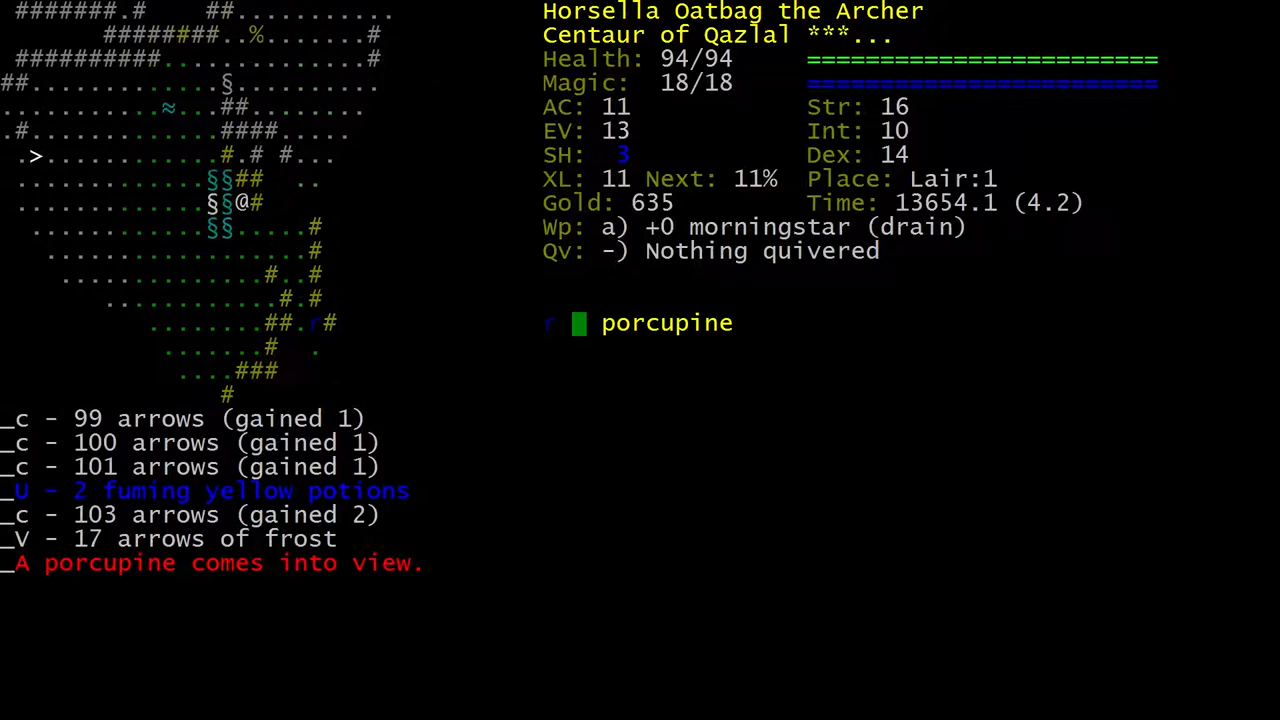 #######.#    ##...........
       ########..%.......#
 ##########..............#
##.............§..........
...........≈...##........
.#.............####.....
 .>............#.# #...
 .............§§##  ..
 .............§§@#
  ............§§.....#
   ..................#
    ..............#..#
       ............#.#
          ........##.r#
           .......#  .
            ....###
               #
Horsella Oatbag the Archer
Centaur of Qazlal ***...
Health: 94/94 ========================
Magic: 18/18 ========================
AC: 11 Str: 16
EV: 13 Int: 10
SH: 3 Dex: 14
XL: 11 Next: 11% Place: Lair:1
Gold: 635 Time: 13654.1 (4.2)
Wp: a) +0 morningstar (drain)
Qv: -) Nothing quivered
r porcupine
_c - 99 arrows (gained 1)
_c - 100 arrows (gained 1)
_c - 101 arrows (gained 1)
_U - 2 fuming yellow potions
_c - 103 arrows (gained 2)
_V - 17 arrows of frost
_A porcupine comes into view.